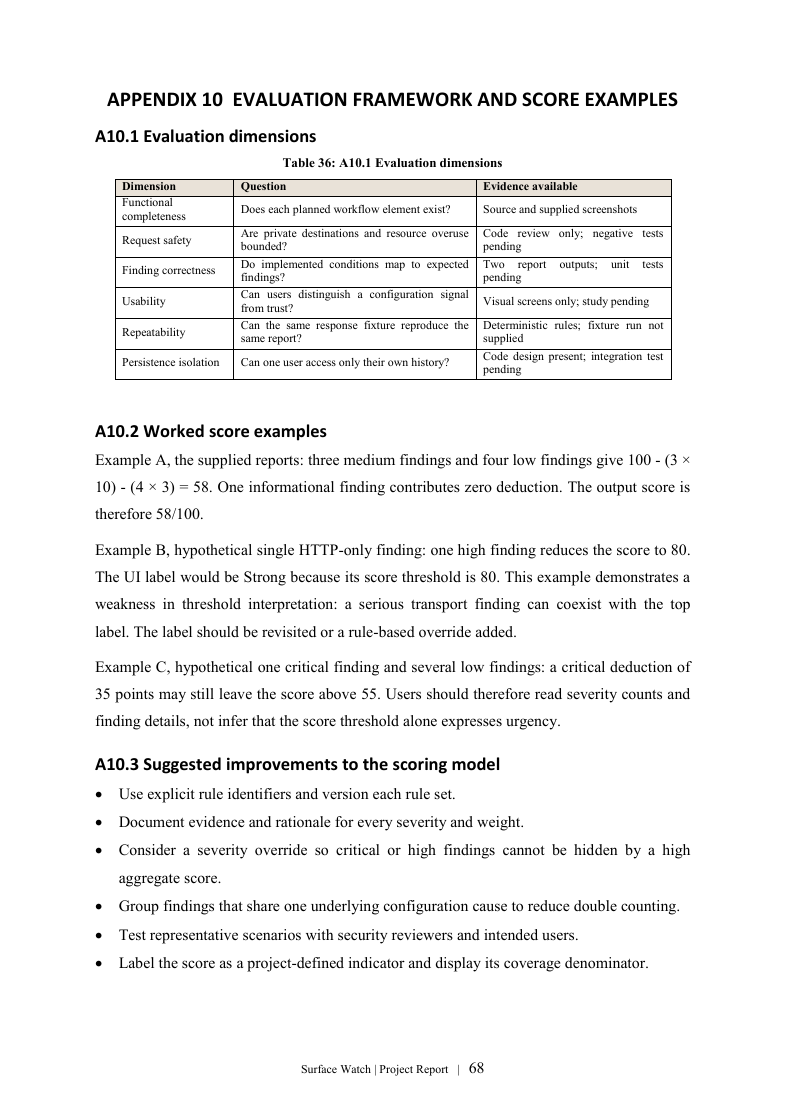 APPENDIX 10  EVALUATION FRAMEWORK AND SCORE EXAMPLES
A10.1 Evaluation dimensions
Table 36: A10.1 Evaluation dimensions
Dimension Question Evidence available
Functional
completeness Does each planned workflow element exist? Source and supplied screenshots
Request safety Are private destinations and resource overuse
bounded? Code review only; negative tests
pending
Finding correctness Do implemented conditions map to expected
findings? Two report outputs; unit tests
pending
Usability Can users distinguish a configuration signal
from trust? Visual screens only; study pending
Repeatability Can the same response fixture reproduce the
same report? Deterministic rules; fixture run not
supplied
Persistence isolation Can one user access only their own history? Code design present; integration test
pending
A10.2 Worked score examples
Example A, the supplied reports: three medium findings and four low findings give 100 - (3 ×
10) - (4 × 3) = 58. One informational finding contributes zero deduction. The output score is
therefore 58/100.
Example B, hypothetical single HTTP-only finding: one high finding reduces the score to 80.
The UI label would be Strong because its score threshold is 80. This example demonstrates a
weakness in threshold interpretation: a serious transport finding can coexist with the top
label. The label should be revisited or a rule-based override added.
Example C, hypothetical one critical finding and several low findings: a critical deduction of
35 points may still leave the score above 55. Users should therefore read severity counts and
finding details, not infer that the score threshold alone expresses urgency.
A10.3 Suggested improvements to the scoring model
• Use explicit rule identifiers and version each rule set.
• Document evidence and rationale for every severity and weight.
• Consider a severity override so critical or high findings cannot be hidden by a high
aggregate score.
• Group findings that share one underlying configuration cause to reduce double counting.
• Test representative scenarios with security reviewers and intended users.
• Label the score as a project-defined indicator and display its coverage denominator.
Surface Watch | Project Report | 68